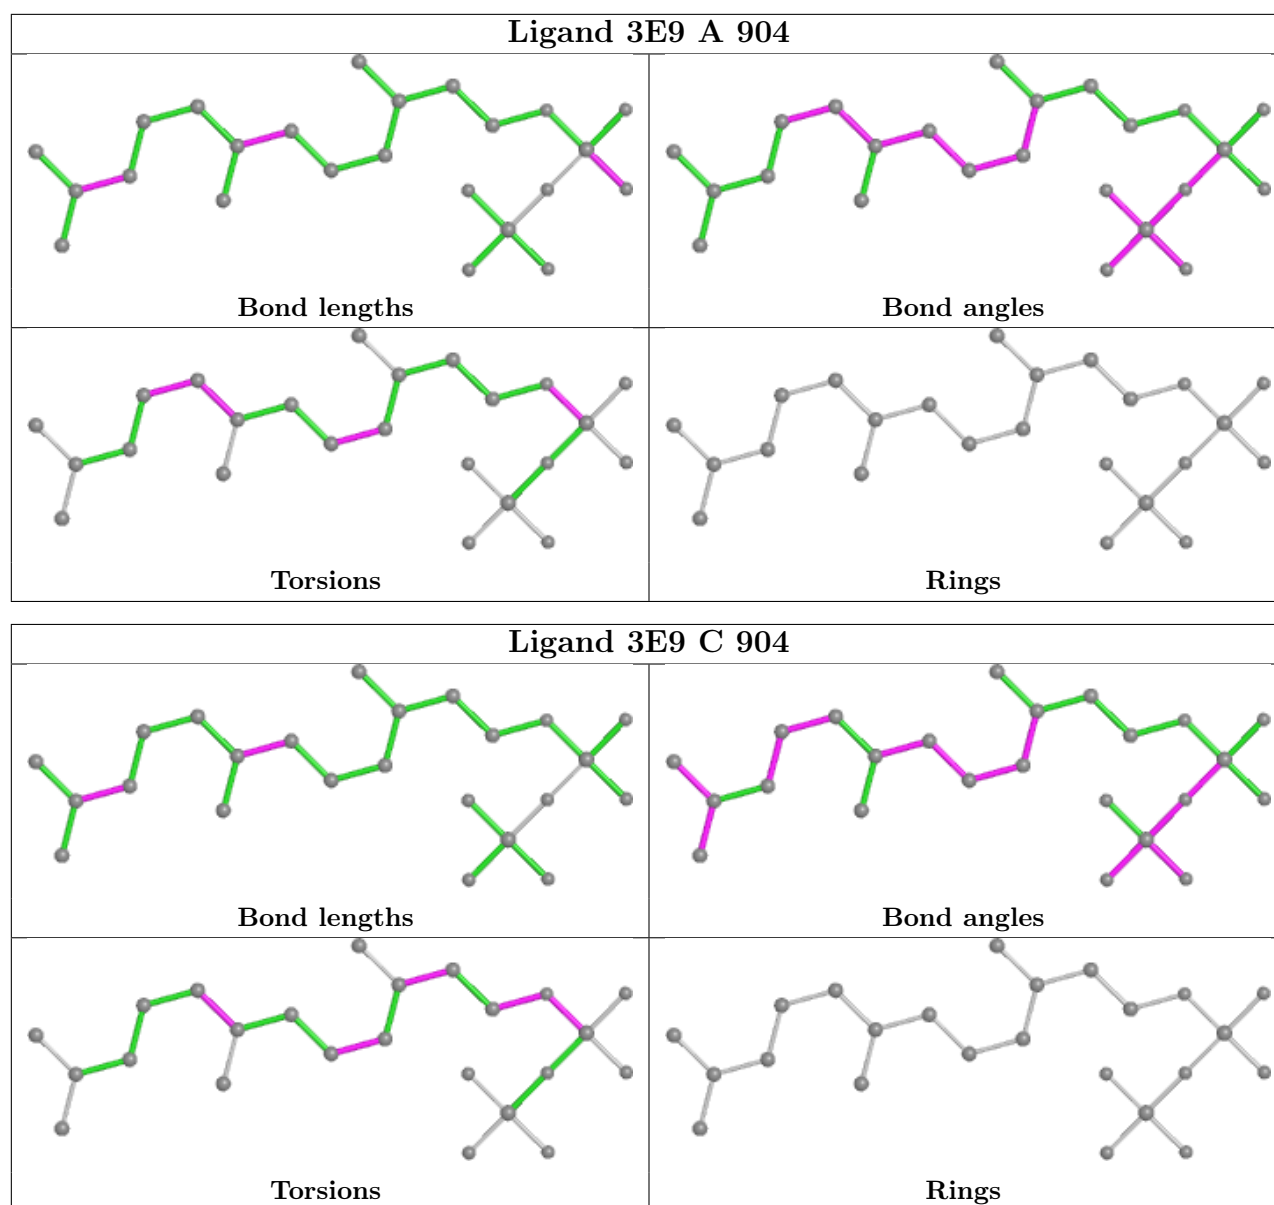 Ligand 3E9 A 904
Bond lengths
Bond angles
Torsions
Rings
Ligand 3E9 C 904
Bond lengths
Bond angles
Torsions
Rings